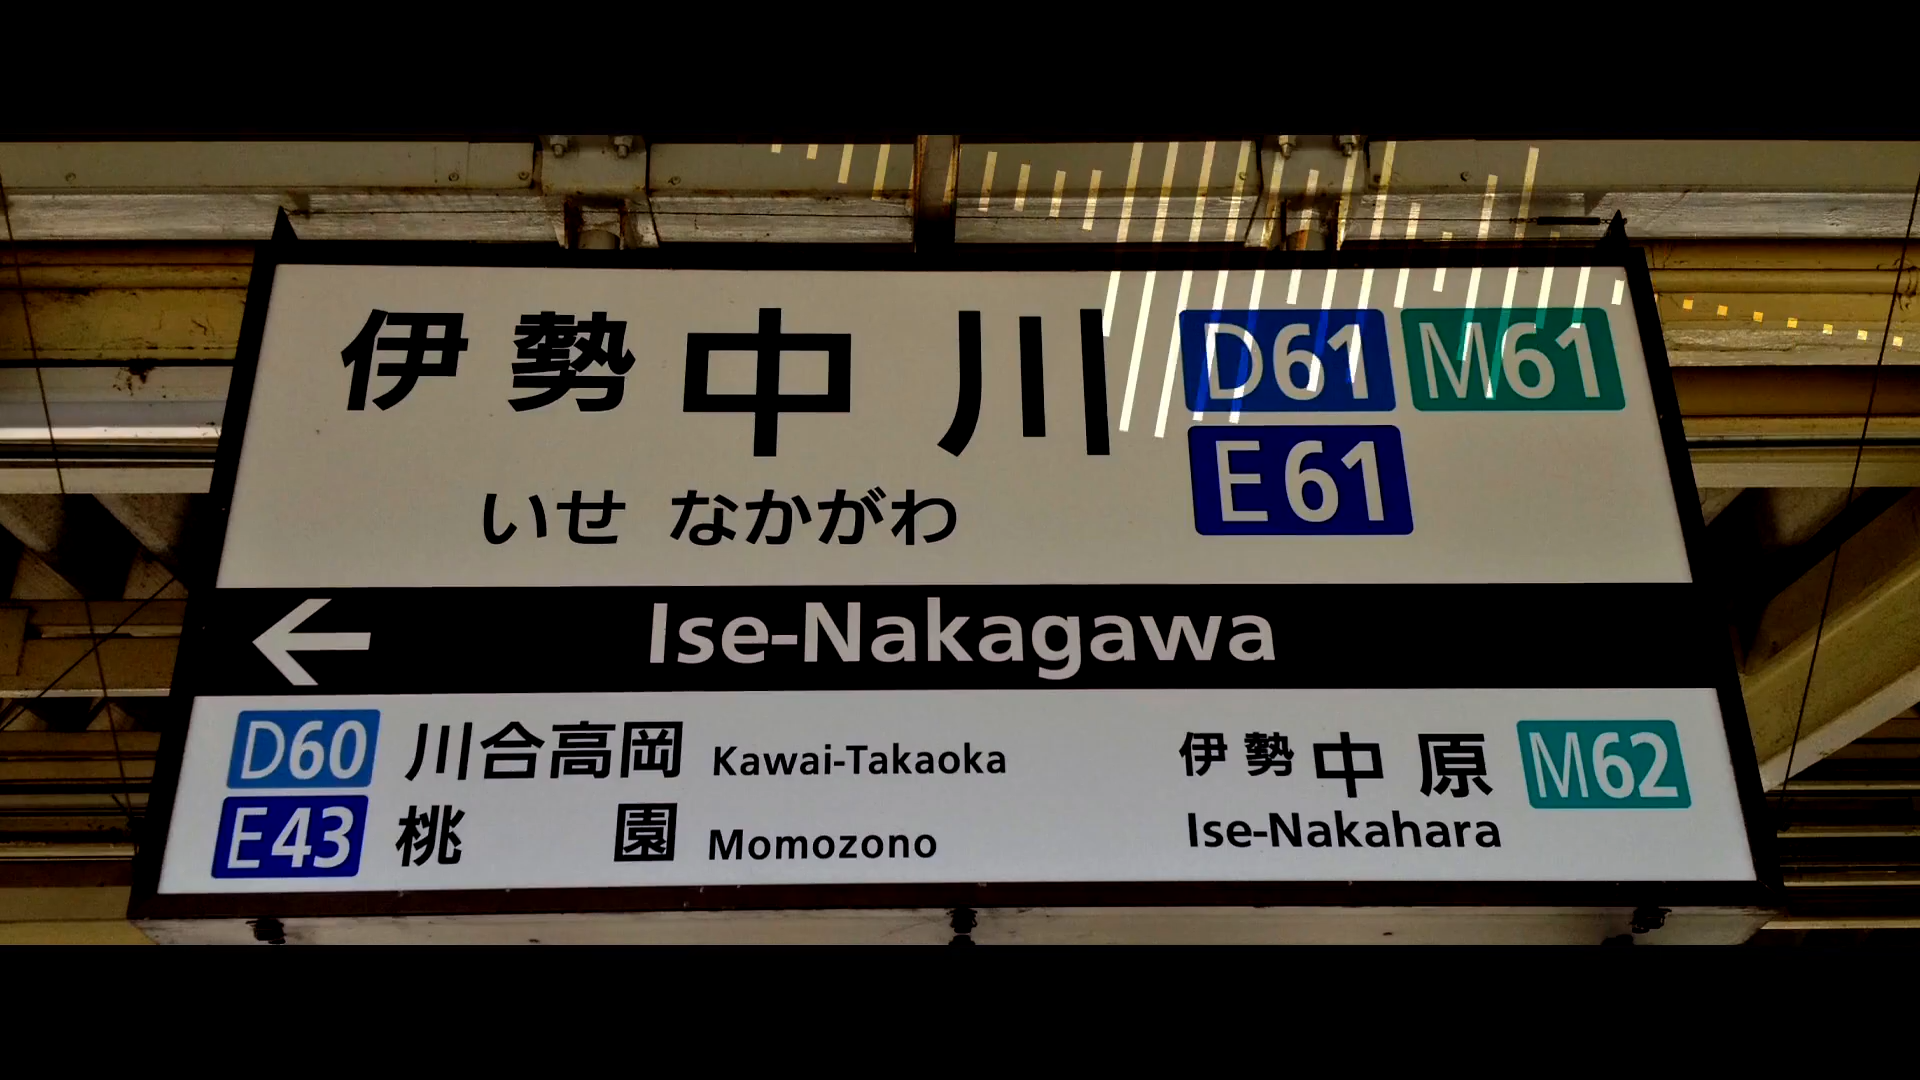 伊勢中川 D61 M61
いせ なかがわ E61
← Ise-Nakagawa
D60 川合高岡 Kawai-Takaoka
E43 桃園 Momozono
伊勢中原 M62
Ise-Nakahara